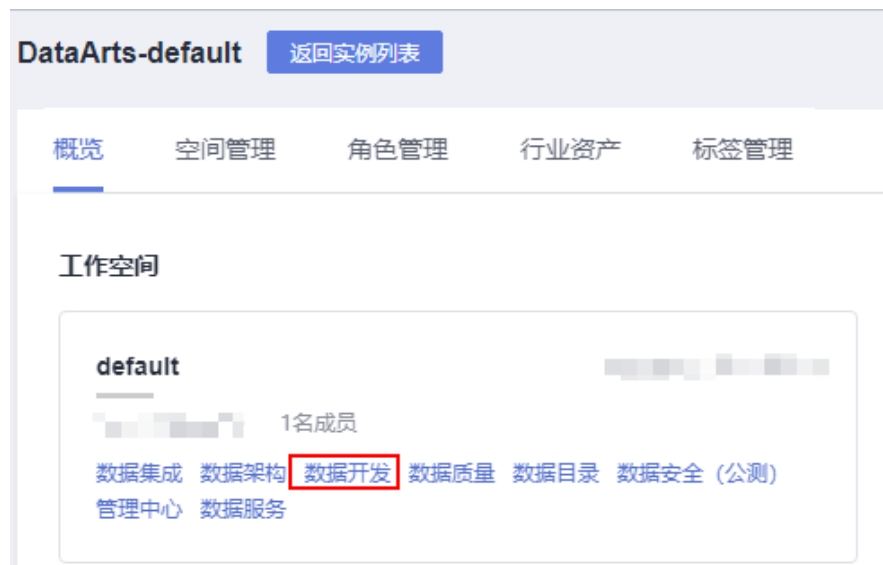 DataArts-default 返回实例列表
概览 空间管理 角色管理 行业资产 标签管理
工作空间
default
1名成员
数据集成 数据架构 数据开发 数据质量 数据目录 数据安全 (公测)
管理中心 数据服务